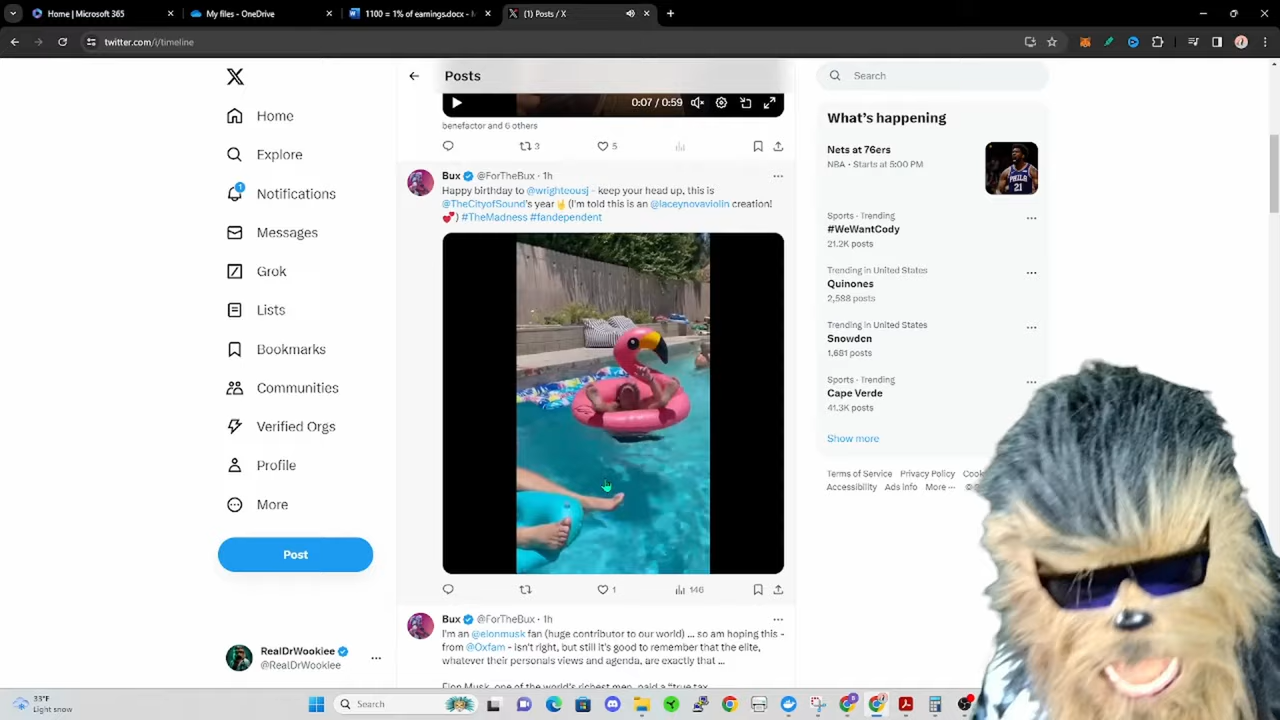 Home | Microsoft 365
My files - OneDrive
1100 = 1% of earnings.docx - M
(1) Posts / X
twitter.com/i/timeline
Home
Explore
1
Notifications
Messages
Grok
Lists
Bookmarks
Communities
Verified Orgs
Profile
More
Post
RealDrWookiee
@RealDrWookiee
Posts
0:07 / 0:59
benefactor and 6 others
3
5
Bux @ForTheBux · 1h
Happy birthday to @wrighteousj - keep your head up, this is
@TheCityofSound's year🤞(I'm told this is an @laceynovaviolin creation!
💕) #TheMadness #fandependent
1
146
Bux @ForTheBux · 1h
I'm an @elonmusk fan (huge contributor to our world) ... so am hoping this -
from @Oxfam - isn't right, but still it's good to remember that the elite,
whatever their personals views and agenda, are exactly that ...
Elon Musk, one of the world's richest men, paid a "true tax
Search
What's happening
Nets at 76ers
NBA · Starts at 5:00 PM
PHILA
21
Sports · Trending
#WeWantCody
21.2K posts
Trending in United States
Quinones
2,598 posts
Trending in United States
Snowden
1,681 posts
Sports · Trending
Cape Verde
41.3K posts
Show more
Terms of Service Privacy Policy
Accessibility Ads info More ...
33°F
Light snow
Search